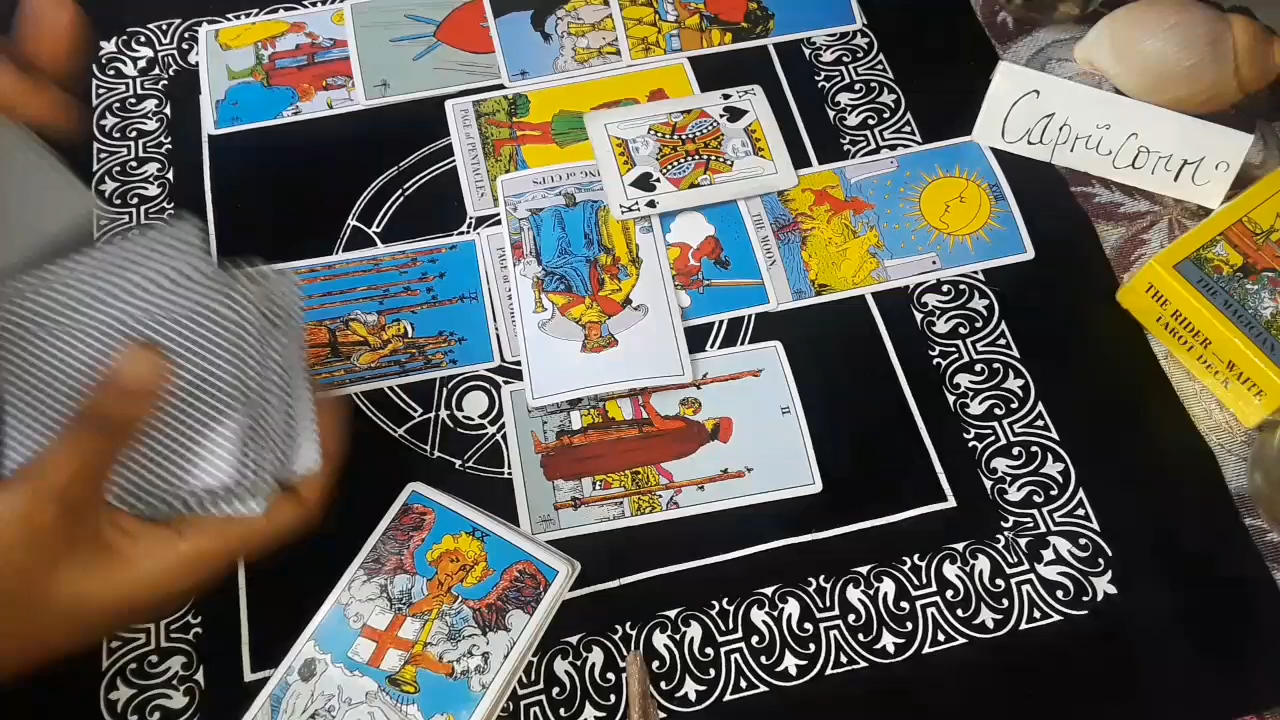 Capricorn
PAGE of PENTACLES.
K
K
KING of CUPS
THE MOON.
XVIII
PAGE of SWORDS.
IX
II
XX
THE MAGICIAN
THE RIDER—WAITE
TAROT DECK